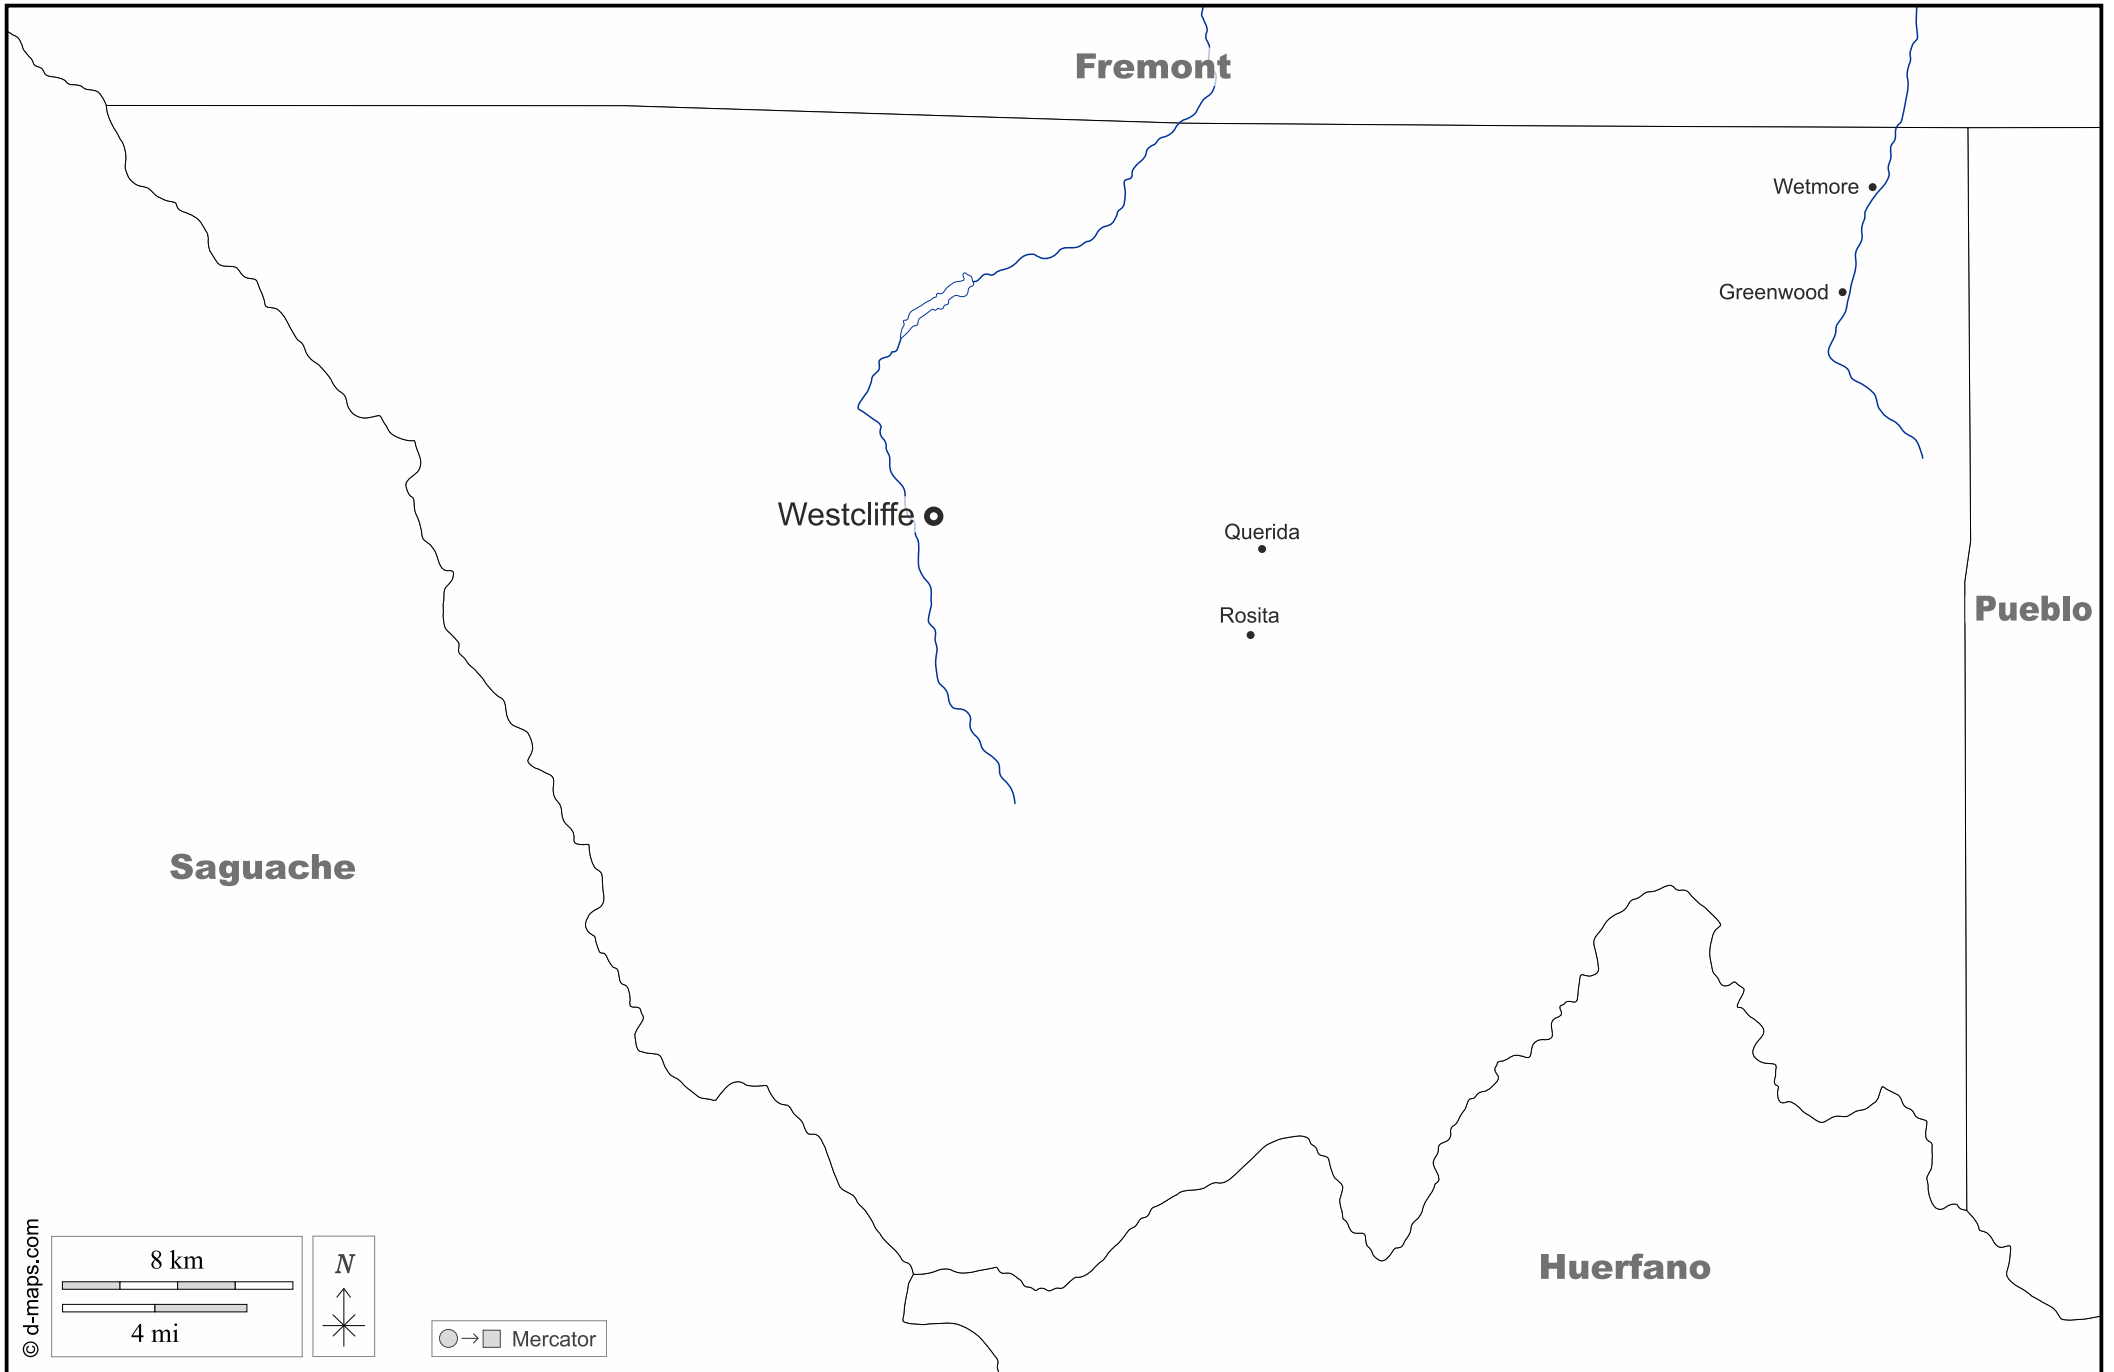 Fremont
Wetmore
Greenwood
Westcliffe
Querida
Pueblo
Rosita
Saguache
Huerfano
© d-maps.com
8 km
4 mi
N
Mercator